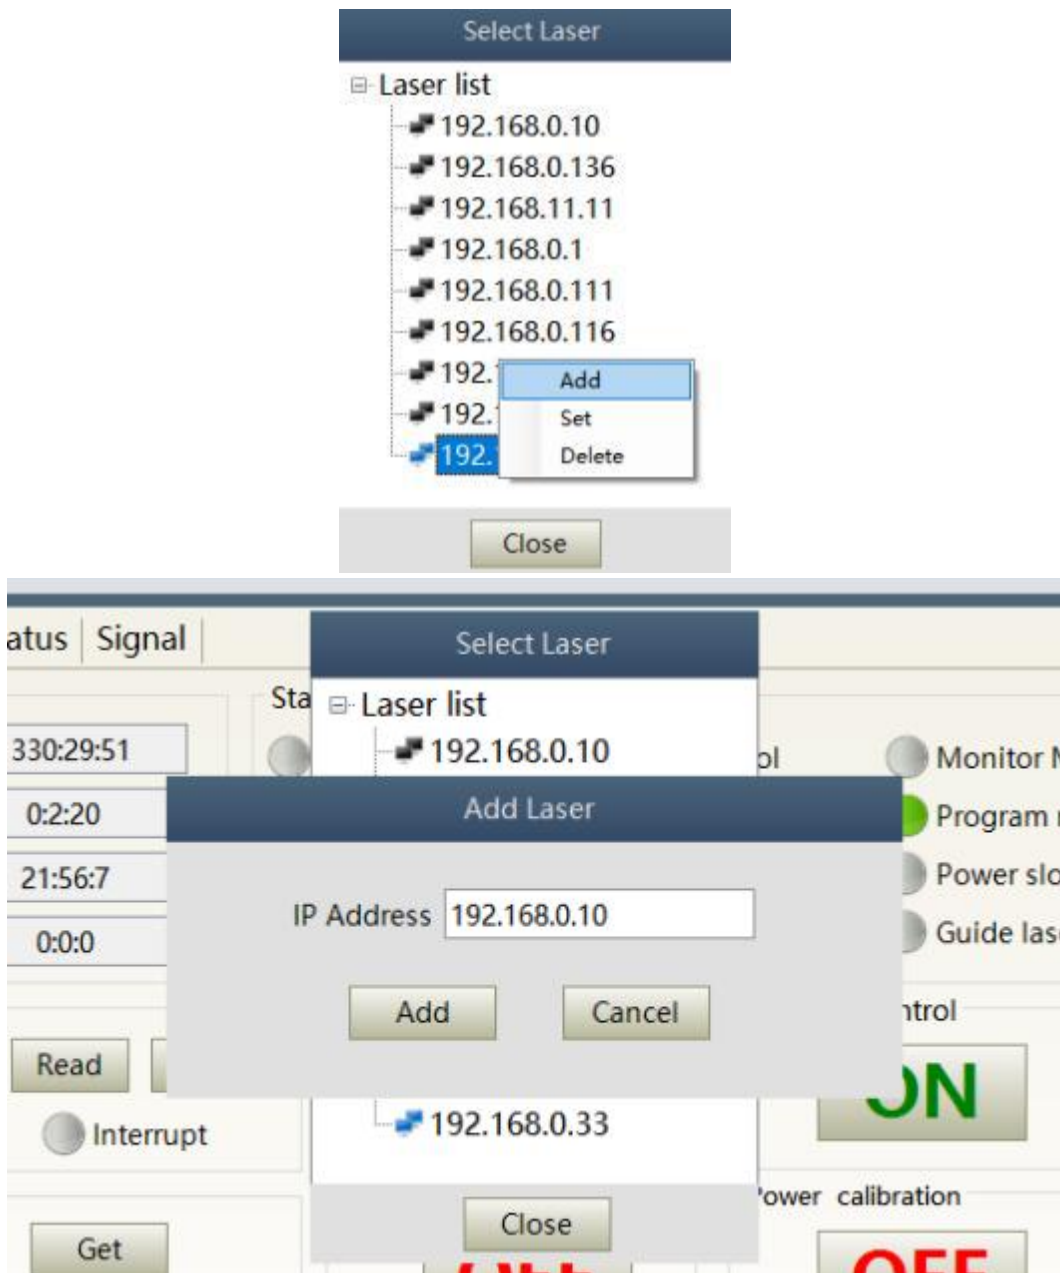 Select Laser
Laser list
192.168.0.10
192.168.0.136
192.168.11.11
192.168.0.1
192.168.0.111
192.168.0.116
192.
Add
192.
Set
192.
Delete
Close
atus Signal
Select Laser
Sta
Laser list
330:29:51
192.168.0.10
ol
Monitor
Add Laser
0:2:20
Program
21:56:7
Power slo
IP Address 192.168.0.10
0:0:0
Guide las
Add Cancel
ntrol
Read
ON
Interrupt
192.168.0.33
Power calibration
Close
Get
OFF